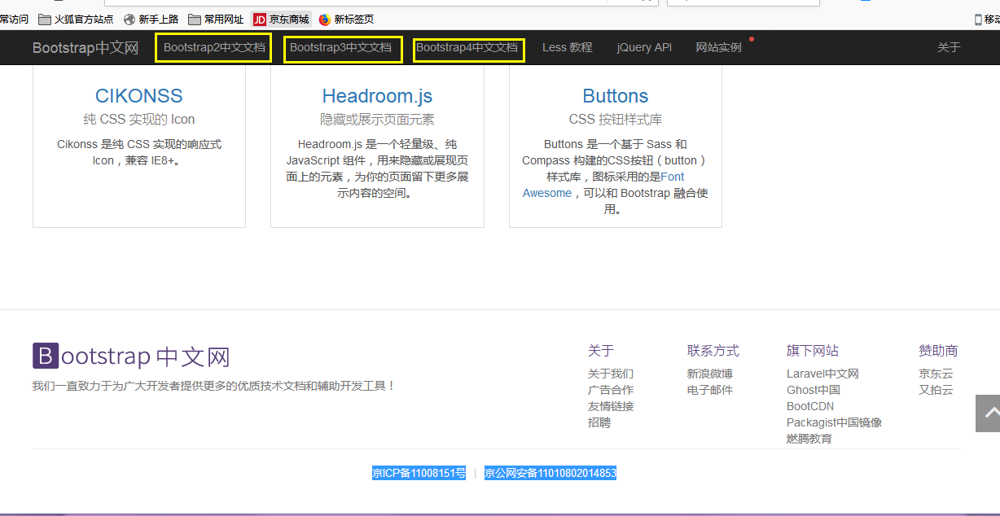 常访问 火狐官方站点 新手上路 常用网址 JD 京东商城 新标签页 移动
Bootstrap中文网 Bootstrap2中文文档 Bootstrap3中文文档 Bootstrap4中文文档 Less 教程 jQuery API 网站实例 关于
CIKONSS
纯 CSS 实现的 Icon
Cikonss 是纯 CSS 实现的响应式
Icon，兼容 IE8+。
Headroom.js
隐藏或展示页面元素
Headroom.js 是一个轻量级、纯
JavaScript 组件，用来隐藏或展现页
面上的元素，为你的页面留下更多展
示内容的空间。
Buttons
CSS 按钮样式库
Buttons 是一个基于 Sass 和
Compass 构建的CSS按钮（button）
样式库，图标采用的是Font
Awesome，可以和 Bootstrap 融合使
用。
Bootstrap 中文网
我们一直致力于为广大开发者提供更多的优质技术文档和辅助开发工具！
关于
关于我们
广告合作
友情链接
招聘
联系方式
新浪微博
电子邮件
旗下网站
Laravel中文网
Ghost中国
BootCDN
Packagist中国镜像
燃腾教育
赞助商
京东云
又拍云
京ICP备11008151号 | 京公网安备11010802014853